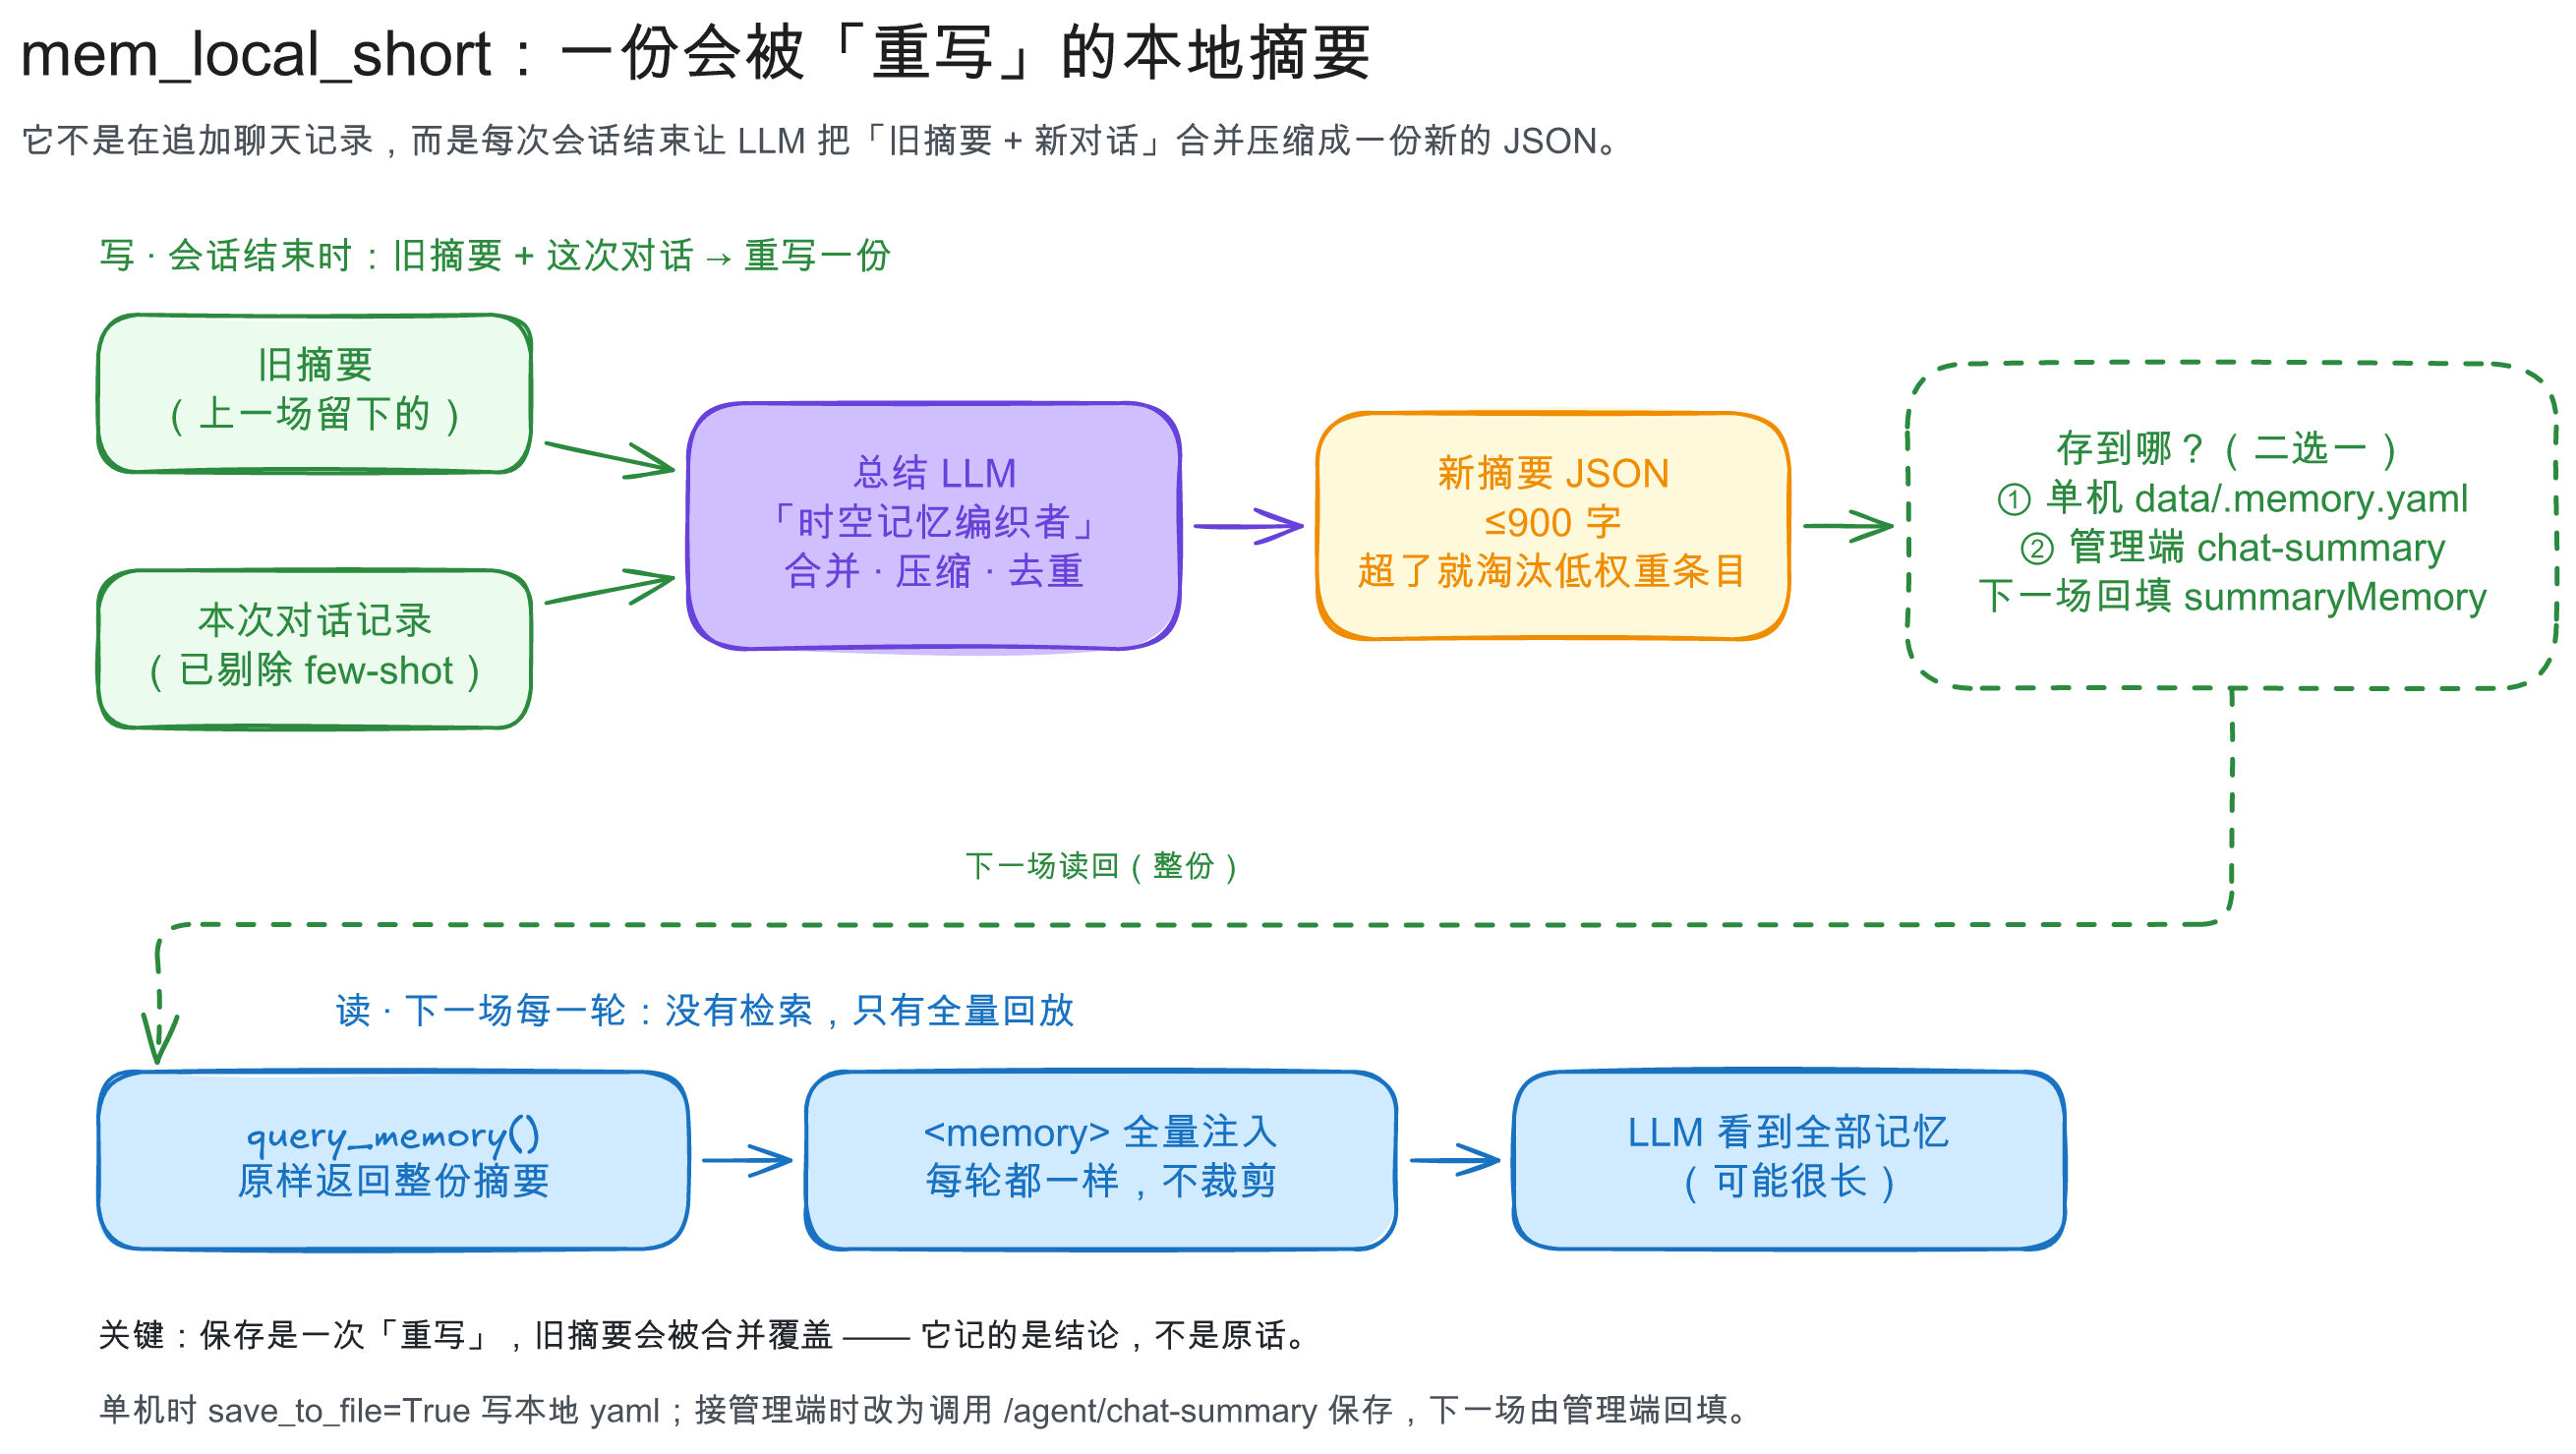 mem_local_short：一份会被「重写」的本地摘要
它不是在追加聊天记录，而是每次会话结束让 LLM 把「旧摘要 + 新对话」合并压缩成一份新的 JSON。
写 · 会话结束时：旧摘要 + 这次对话 → 重写一份
旧摘要
（上一场留下的）
本次对话记录
（已剔除 few-shot）
总结 LLM
「时空记忆编织者」
合并 · 压缩 · 去重
新摘要 JSON
≤900 字
超了就淘汰低权重条目
存到哪？（二选一）
① 单机 data/.memory.yaml
② 管理端 chat-summary
下一场回填 summaryMemory
下一场读回（整份）
读 · 下一场每一轮：没有检索，只有全量回放
query_memory()
原样返回整份摘要
<memory> 全量注入
每轮都一样，不裁剪
LLM 看到全部记忆
（可能很长）
关键：保存是一次「重写」，旧摘要会被合并覆盖 —— 它记的是结论，不是原话。
单机时 save_to_file=True 写本地 yaml；接管理端时改为调用 /agent/chat-summary 保存，下一场由管理端回填。